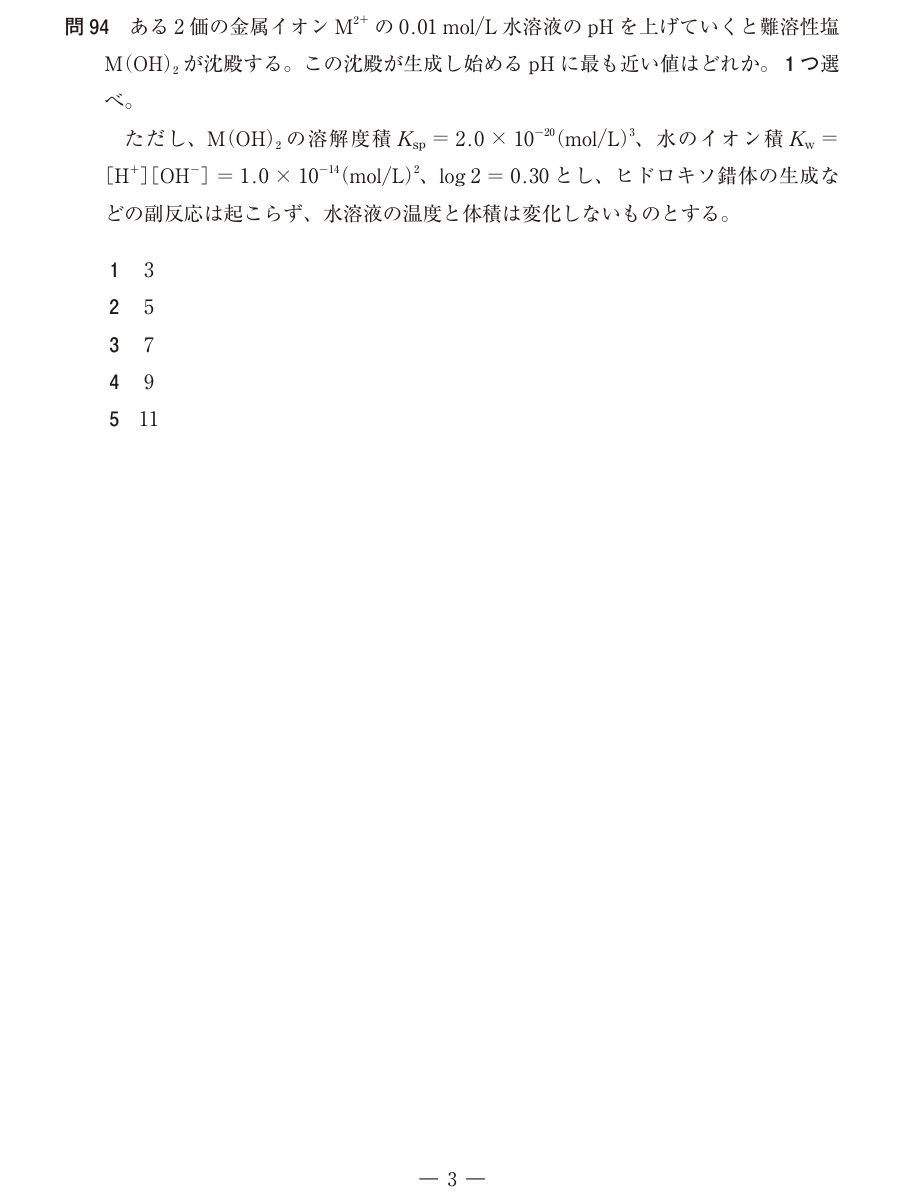 問 94　ある 2 価の金属イオン M²⁺ の 0.01 mol/L 水溶液の pH を上げていくと難溶性塩
M(OH)₂ が沈殿する。この沈殿が生成し始める pH に最も近い値はどれか。1つ選
べ。
ただし、M(OH)₂ の溶解度積 Ksp = 2.0 × 10⁻²⁰(mol/L)³、水のイオン積 Kw =
[H⁺][OH⁻] = 1.0 × 10⁻¹⁴(mol/L)²、log 2 = 0.30 とし、ヒドロキソ錯体の生成な
どの副反応は起こらず、水溶液の温度と体積は変化しないものとする。
1　3
2　5
3　7
4　9
5　11
― 3 ―